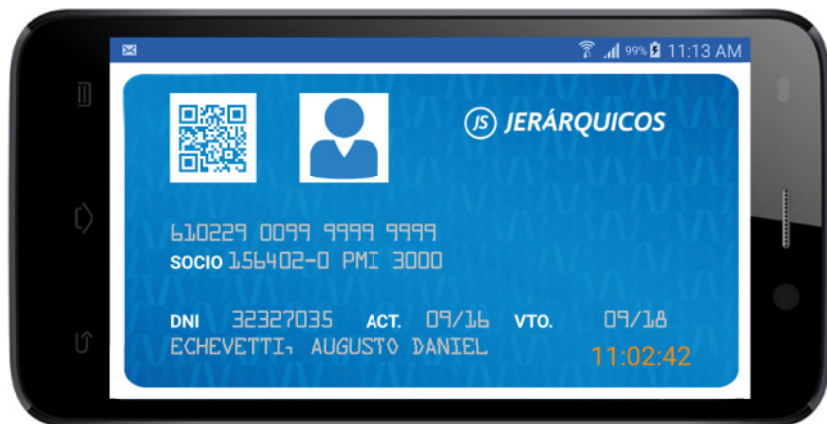 99% 11:13 AM
JS JERÁRQUICOS
610229 0099 9999 9999
SOCIO 156402-0 PMI 3000
DNI 32327035 ACT. 09/16 VTO. 09/18
ECHEVETTI, AUGUSTO DANIEL
11:02:42